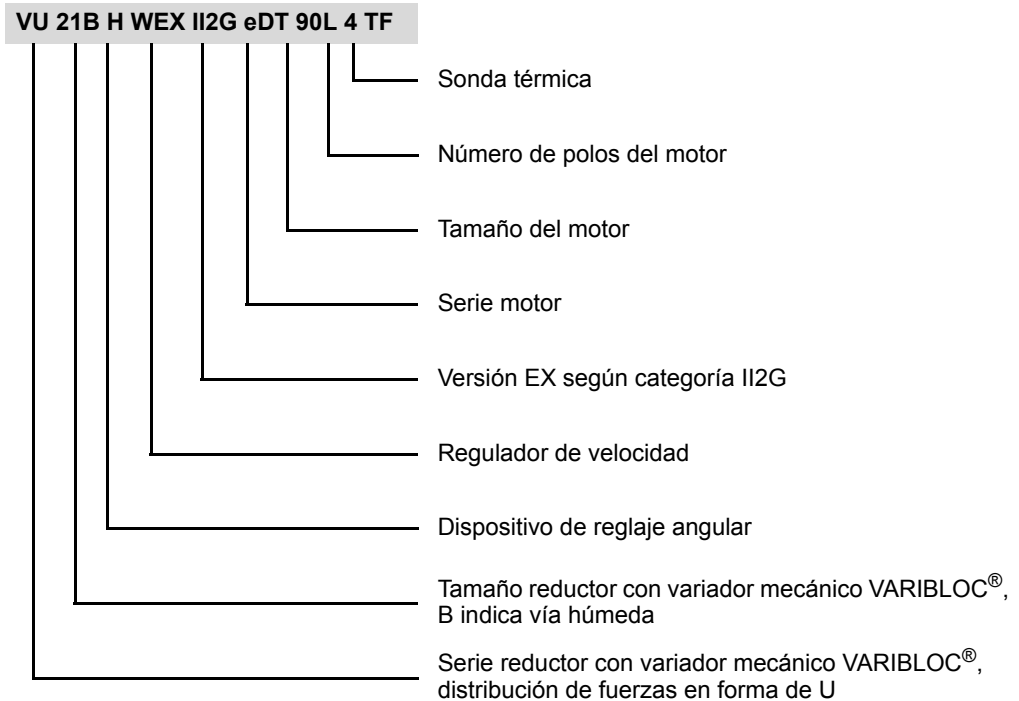 VU 21B H WEX II2G eDT 90L 4 TF
Sonda térmica
Número de polos del motor
Tamaño del motor
Serie motor
Versión EX según categoría II2G
Regulador de velocidad
Dispositivo de reglaje angular
Tamaño reductor con variador mecánico VARIBLOC®,
B indica vía húmeda
Serie reductor con variador mecánico VARIBLOC®,
distribución de fuerzas en forma de U